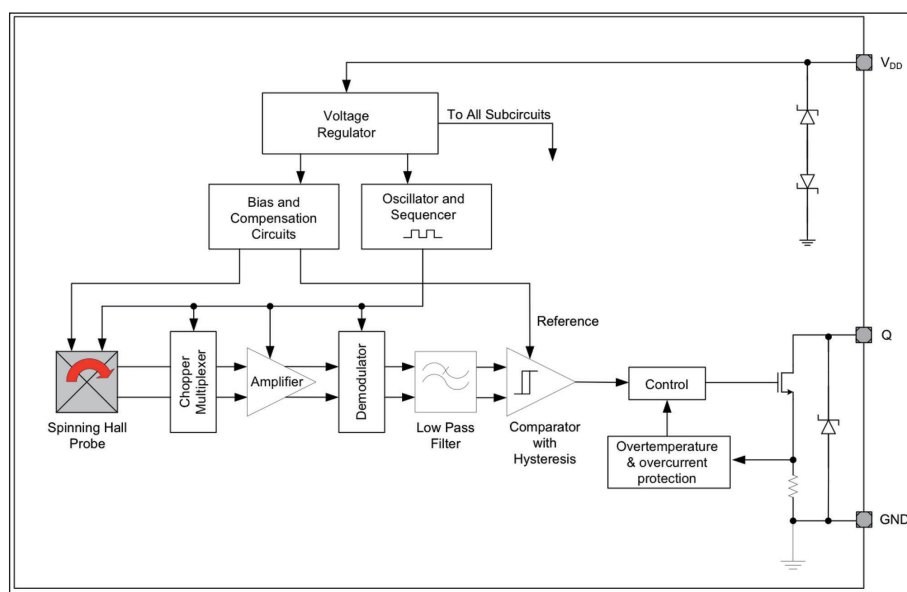 V_DD
Voltage
Regulator
To All Subcircuits
Bias and
Compensation
Circuits
Oscillator and
Sequencer
Reference
Q
Chopper
Multiplexer
Amplifier
Demodulator
Control
Spinning Hall
Probe
Low Pass
Filter
Comparator
with
Hysteresis
Overtemperature
& overcurrent
protection
GND